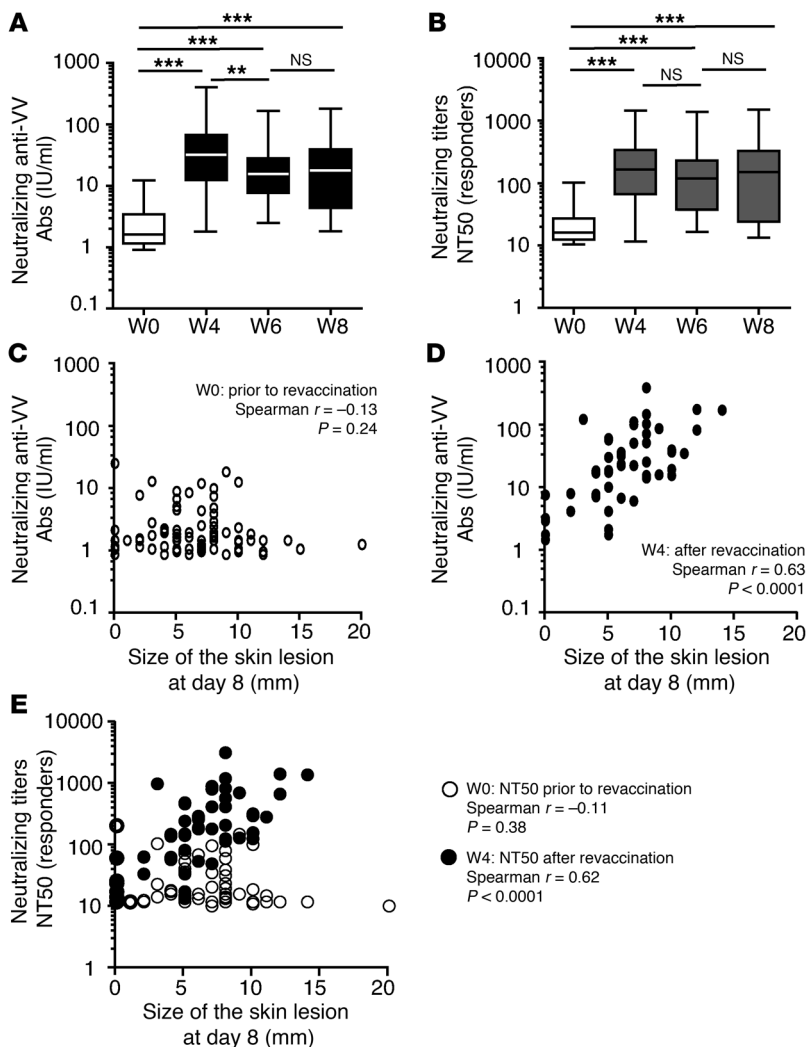 A
***
***
***
**
NS
Neutralizing anti-VV
Abs (IU/ml)
1000
100
10
1
0.1
W0 W4 W6 W8
B
***
***
***
NS
NS
Neutralizing titers
NT50 (responders)
10000
1000
100
10
1
W0 W4 W6 W8
C
Neutralizing anti-VV
Abs (IU/ml)
1000
100
10
1
0.1
W0: prior to revaccination
Spearman r = –0.13
P = 0.24
0 5 10 15 20
Size of the skin lesion
at day 8 (mm)
D
Neutralizing anti-VV
Abs (IU/ml)
1000
100
10
1
0.1
W4: after revaccination
Spearman r = 0.63
P < 0.0001
0 5 10 15 20
Size of the skin lesion
at day 8 (mm)
E
Neutralizing titers
NT50 (responders)
10000
1000
100
10
1
0 5 10 15 20
Size of the skin lesion
at day 8 (mm)
W0: NT50 prior to revaccination
Spearman r = –0.11
P = 0.38
W4: NT50 after revaccination
Spearman r = 0.62
P < 0.0001